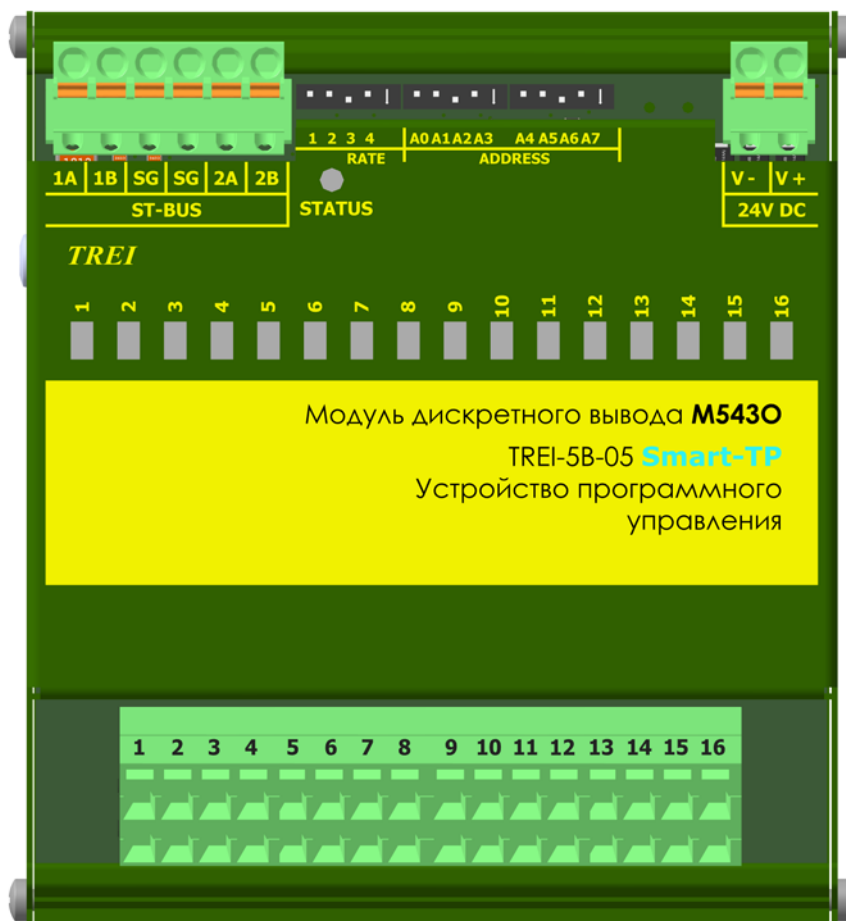 1 2 3 4 A0 A1 A2 A3 A4 A5 A6 A7
RATE ADDRESS
1A 1B SG SG 2A 2B V - V +
ST-BUS STATUS 24V DC
TREI
1 2 3 4 5 6 7 8 9 10 11 12 13 14 15 16
Модуль дискретного вывода M543O
TREI-5B-05 Smart-TP
Устройство программного
управления
1 2 3 4 5 6 7 8 9 10 11 12 13 14 15 16